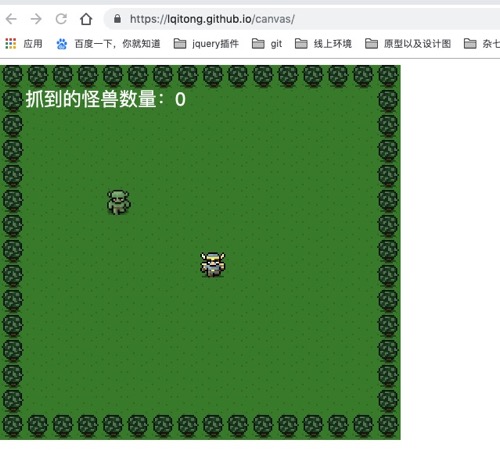 https://lqitong.github.io/canvas/
应用 百度一下，你就知道 jquery插件 git 线上环境 原型以及设计图 杂七
抓到的怪兽数量：0